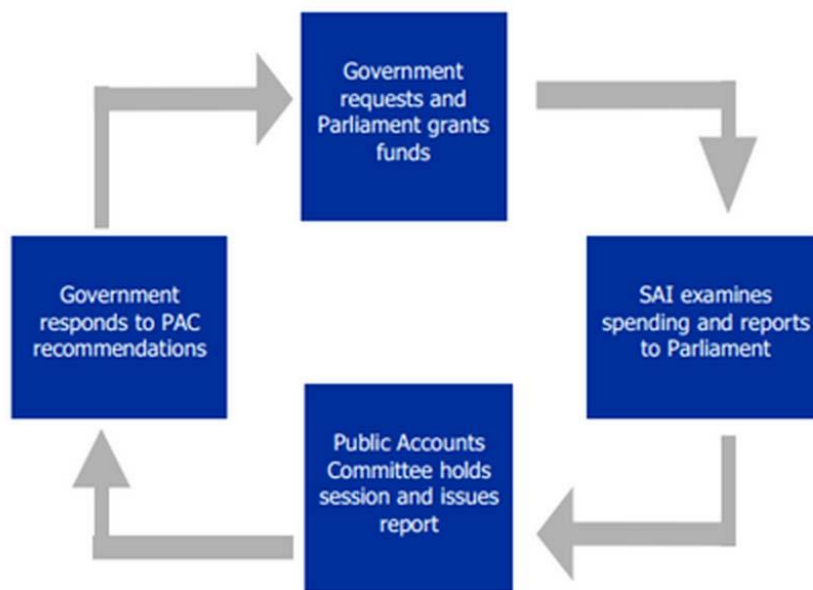 Government
requests and
Parliament grants
funds
SAI examines
spending and reports
to Parliament
Public Accounts
Committee holds
session and issues
report
Government
responds to PAC
recommendations